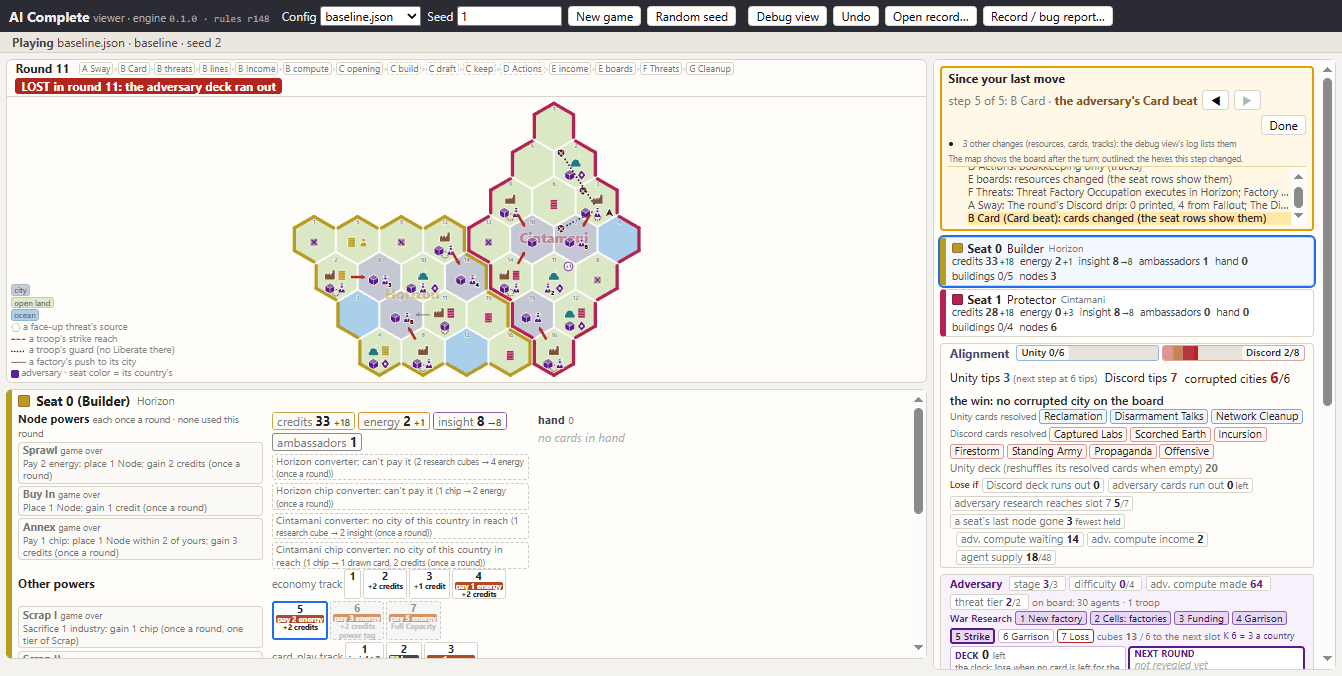 AI Complete viewer · engine 0.1.0 · rules r148 Config baseline.json Seed 1 New game Random seed Debug view Undo Open record... Record / bug report...
Playing baseline.json · baseline · seed 2
Round 11 A Sway B Card B threats B lines B Income B compute C opening C build C draft C keep D Actions E income E boards F Threats G Cleanup
LOST in round 11: the adversary deck ran out
Cintamani
Horizon
city
open land
ocean
a face-up threat's source
a troop's strike reach
a troop's guard (no Liberate there)
a factory's push to its city
adversary · seat color = its country's
Seat 0 (Builder) Horizon
Node powers each once a round · none used this round
Sprawl game over
Pay 2 energy: place 1 Node; gain 2 credits (once a round)
Buy In game over
Place 1 Node; gain 1 credit (once a round)
Annex game over
Pay 1 chip: place 1 Node within 2 of yours; gain 3 credits (once a round)
Other powers
Scrap I game over
Sacrifice 1 industry: gain 1 chip (once a round, one tier of Scrap)
credits 33 +18 energy 2 +1 insight 8 →8
ambassadors 1
Horizon converter: can't pay it (2 research cubes → 4 energy (once a round))
Horizon chip converter: can't pay it (1 chip → 2 energy (once a round))
Cintamani converter: no city of this country in reach (1 research cube → 2 insight (once a round))
Cintamani chip converter: no city of this country in reach (1 chip → 1 drawn card, 2 credits (once a round))
economy track 1 2 +2 credits 3 +1 credit 4 pay 1 energy +2 credits
5 pay 2 energy +2 credits 6 pay 3 energy +2 credits power tag 7 Full Capacity
card play track 1 2 3
hand 0
no cards in hand
Since your last move
step 5 of 5: B Card · the adversary's Card beat ◀ ▶
Done
3 other changes (resources, cards, tracks): the debug view's log lists them
The map shows the board after the turn; outlined: the hexes this step changed.
D Actions: bookkeeping only (tracks)
E boards: resources changed (the seat rows show them)
F Threats: Threat Factory Occupation executes in Horizon; Factory ...
A Sway: The round's Discord drip: 0 printed, 4 from Fallout; The Di...
B Card (Card beat): cards changed (the seat rows show them)
Seat 0 Builder Horizon
credits 33 +18 energy 2 +1 insight 8 →8 ambassadors 1 hand 0
buildings 0/5 nodes 3
Seat 1 Protector Cintamani
credits 28 +18 energy 0 +3 insight 8 →8 ambassadors 1 hand 0
buildings 0/4 nodes 6
Alignment Unity 0/6 Discord 2/8
Unity tips 3 (next step at 6 tips) Discord tips 7 corrupted cities 6/6
the win: no corrupted city on the board
Unity cards resolved Reclamation Disarmament Talks Network Cleanup
Discord cards resolved Captured Labs Scorched Earth Incursion
Firestorm Standing Army Propaganda Offensive
Unity deck (reshuffles its resolved cards when empty) 20
Lose if Discord deck runs out 0 adversary cards run out 0 left
adversary research reaches slot 7 5/7
a seat's last node gone 3 fewest held
adv. compute waiting 14 adv. compute income 2
agent supply 18/48
Adversary stage 3/3 difficulty 0/4 adv. compute made 64
threat tier 2/2 on board: 30 agents · 1 troop
War Research 1 New factory 2 Cells: factories 3 Funding 4 Garrison
5 Strike 6 Garrison 7 Loss cubes 13 / 6 to the next slot K 6 = 3 a country
DECK 0 left
the clock: lose when no card is left for the
NEXT ROUND
not revealed yet